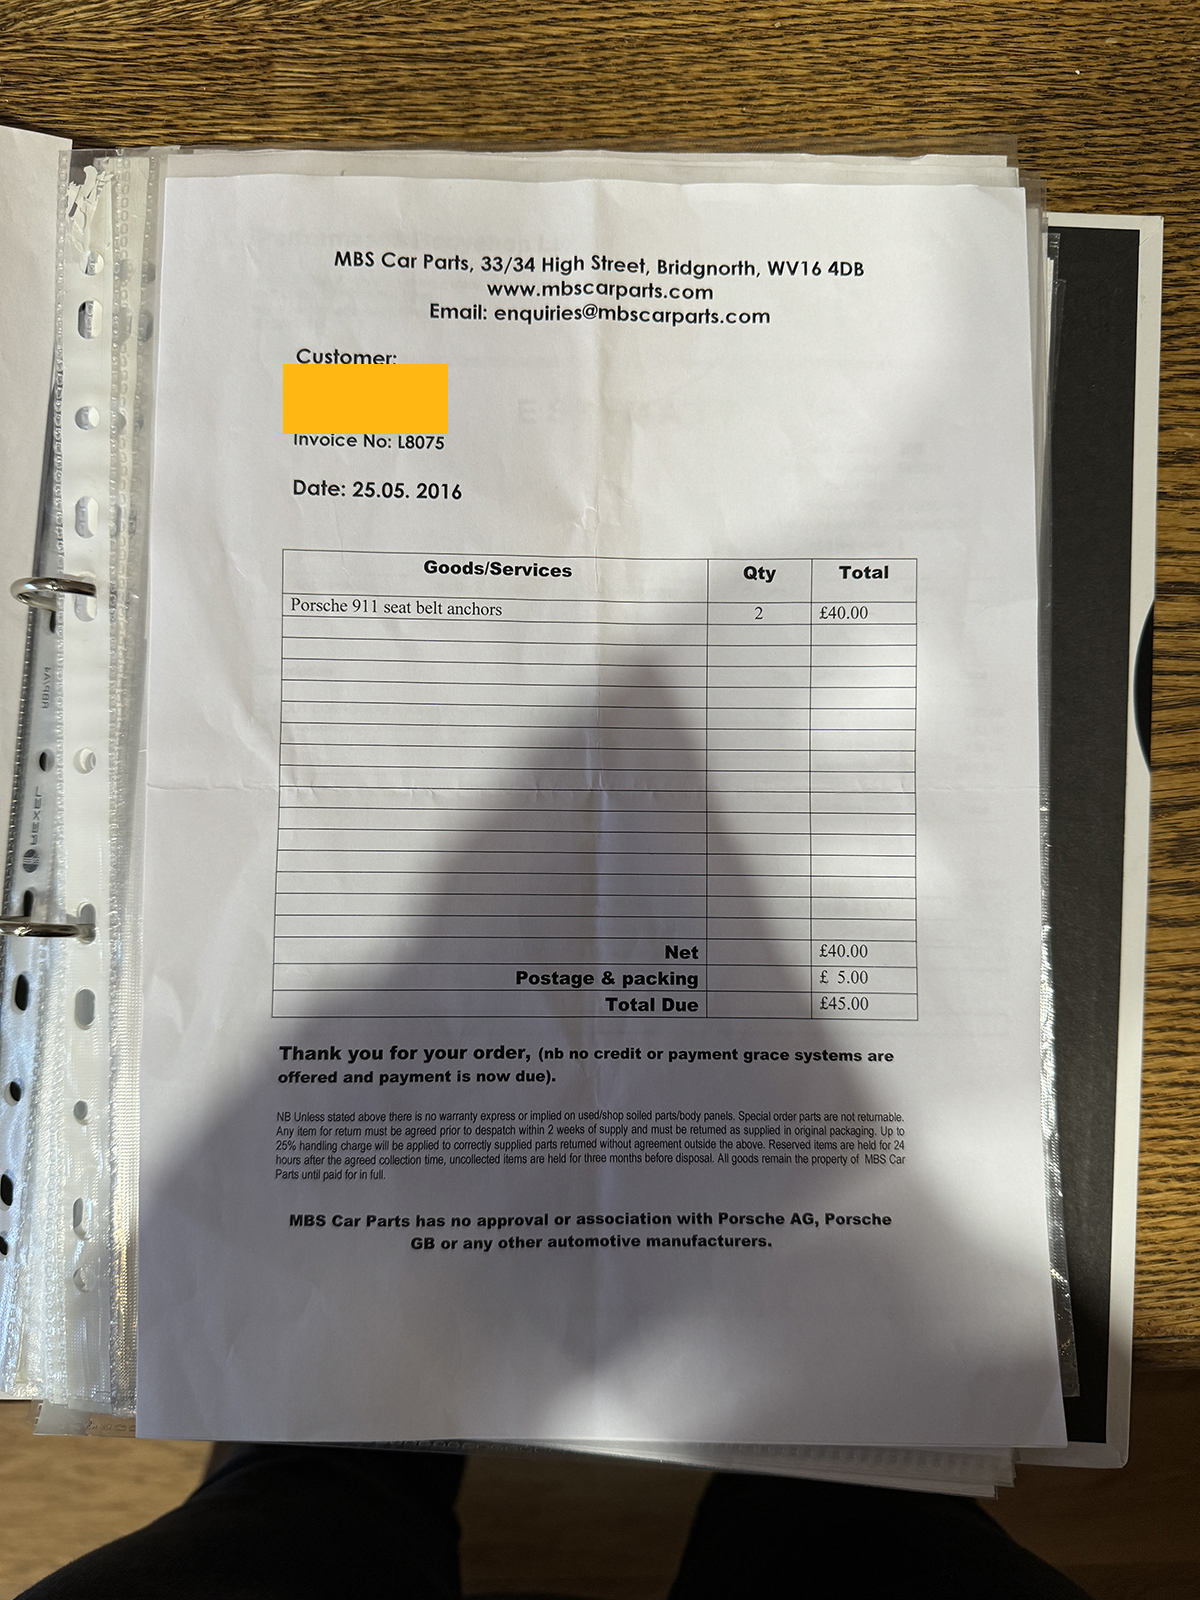 MBS Car Parts, 33/34 High Street, Bridgnorth, WV16 4DB
www.mbscarparts.com
Email: enquiries@mbscarparts.com
Customer:
Invoice No: L8075
Date: 25.05. 2016
Goods/Services Qty Total
Porsche 911 seat belt anchors 2 £40.00
Net £40.00
Postage & packing £ 5.00
Total Due £45.00
Thank you for your order, (nb no credit or payment grace systems are
offered and payment is now due).
NB Unless stated above there is no warranty express or implied on used/shop soiled parts/body panels. Special order parts are not returnable.
Any item for return must be agreed prior to despatch within 2 weeks of supply and must be returned as supplied in original packaging. Up to
25% handling charge will be applied to correctly supplied parts returned without agreement outside the above. Reserved items are held for 24
hours after the agreed collection time, uncollected items are held for three months before disposal. All goods remain the property of MBS Car
Parts until paid for in full.
MBS Car Parts has no approval or association with Porsche AG, Porsche
GB or any other automotive manufacturers.
REXEL